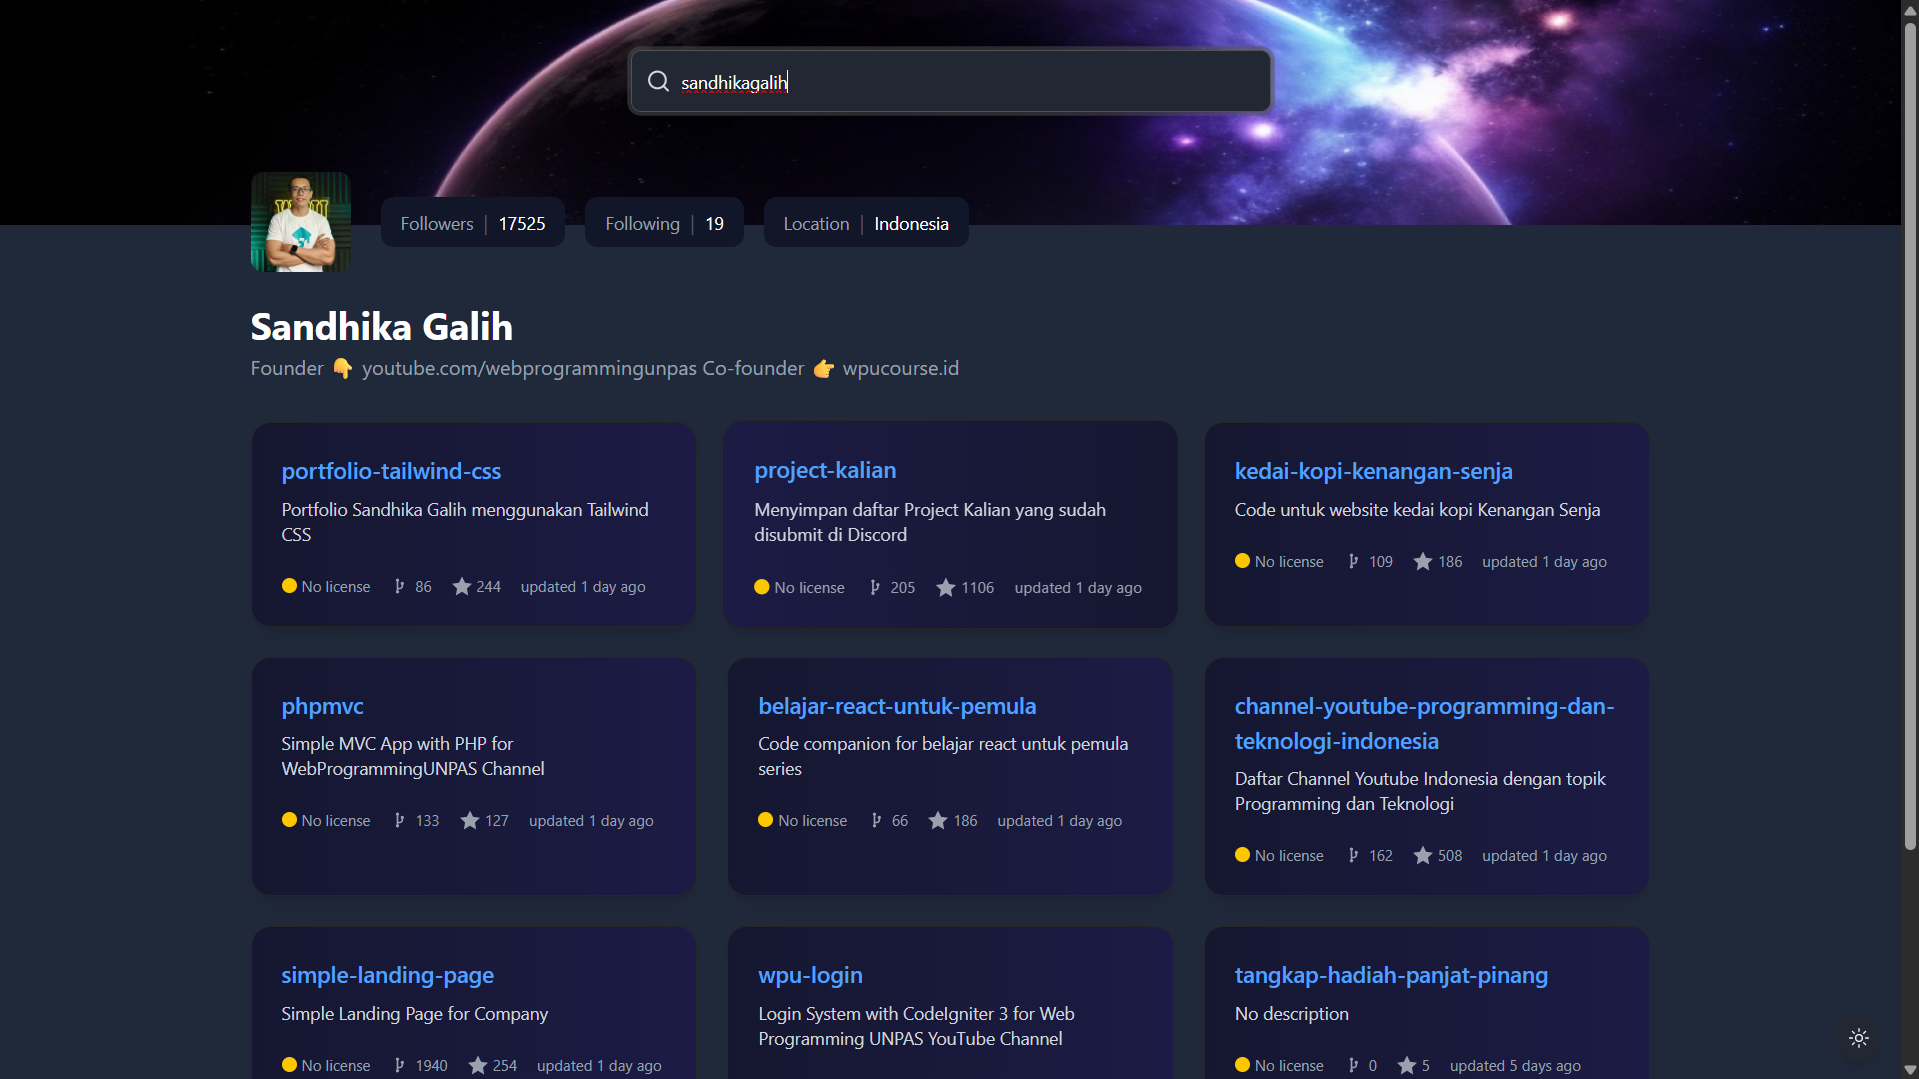 sandhikagalih
Followers | 17525
Following | 19
Location | Indonesia
Sandhika Galih
Founder 👇 youtube.com/webprogrammingunpas Co-founder 👉 wpucourse.id
portfolio-tailwind-css
Portfolio Sandhika Galih menggunakan Tailwind
CSS
No license 86 244 updated 1 day ago
project-kalian
Menyimpan daftar Project Kalian yang sudah
disubmit di Discord
No license 205 1106 updated 1 day ago
kedai-kopi-kenangan-senja
Code untuk website kedai kopi Kenangan Senja
No license 109 186 updated 1 day ago
phpmvc
Simple MVC App with PHP for
WebProgrammingUNPAS Channel
No license 133 127 updated 1 day ago
belajar-react-untuk-pemula
Code companion for belajar react untuk pemula
series
No license 66 186 updated 1 day ago
channel-youtube-programming-dan-
teknologi-indonesia
Daftar Channel Youtube Indonesia dengan topik
Programming dan Teknologi
No license 162 508 updated 1 day ago
simple-landing-page
Simple Landing Page for Company
No license 1940 254 updated 1 day ago
wpu-login
Login System with CodeIgniter 3 for Web
Programming UNPAS YouTube Channel
tangkap-hadiah-panjat-pinang
No description
No license 0 5 updated 5 days ago